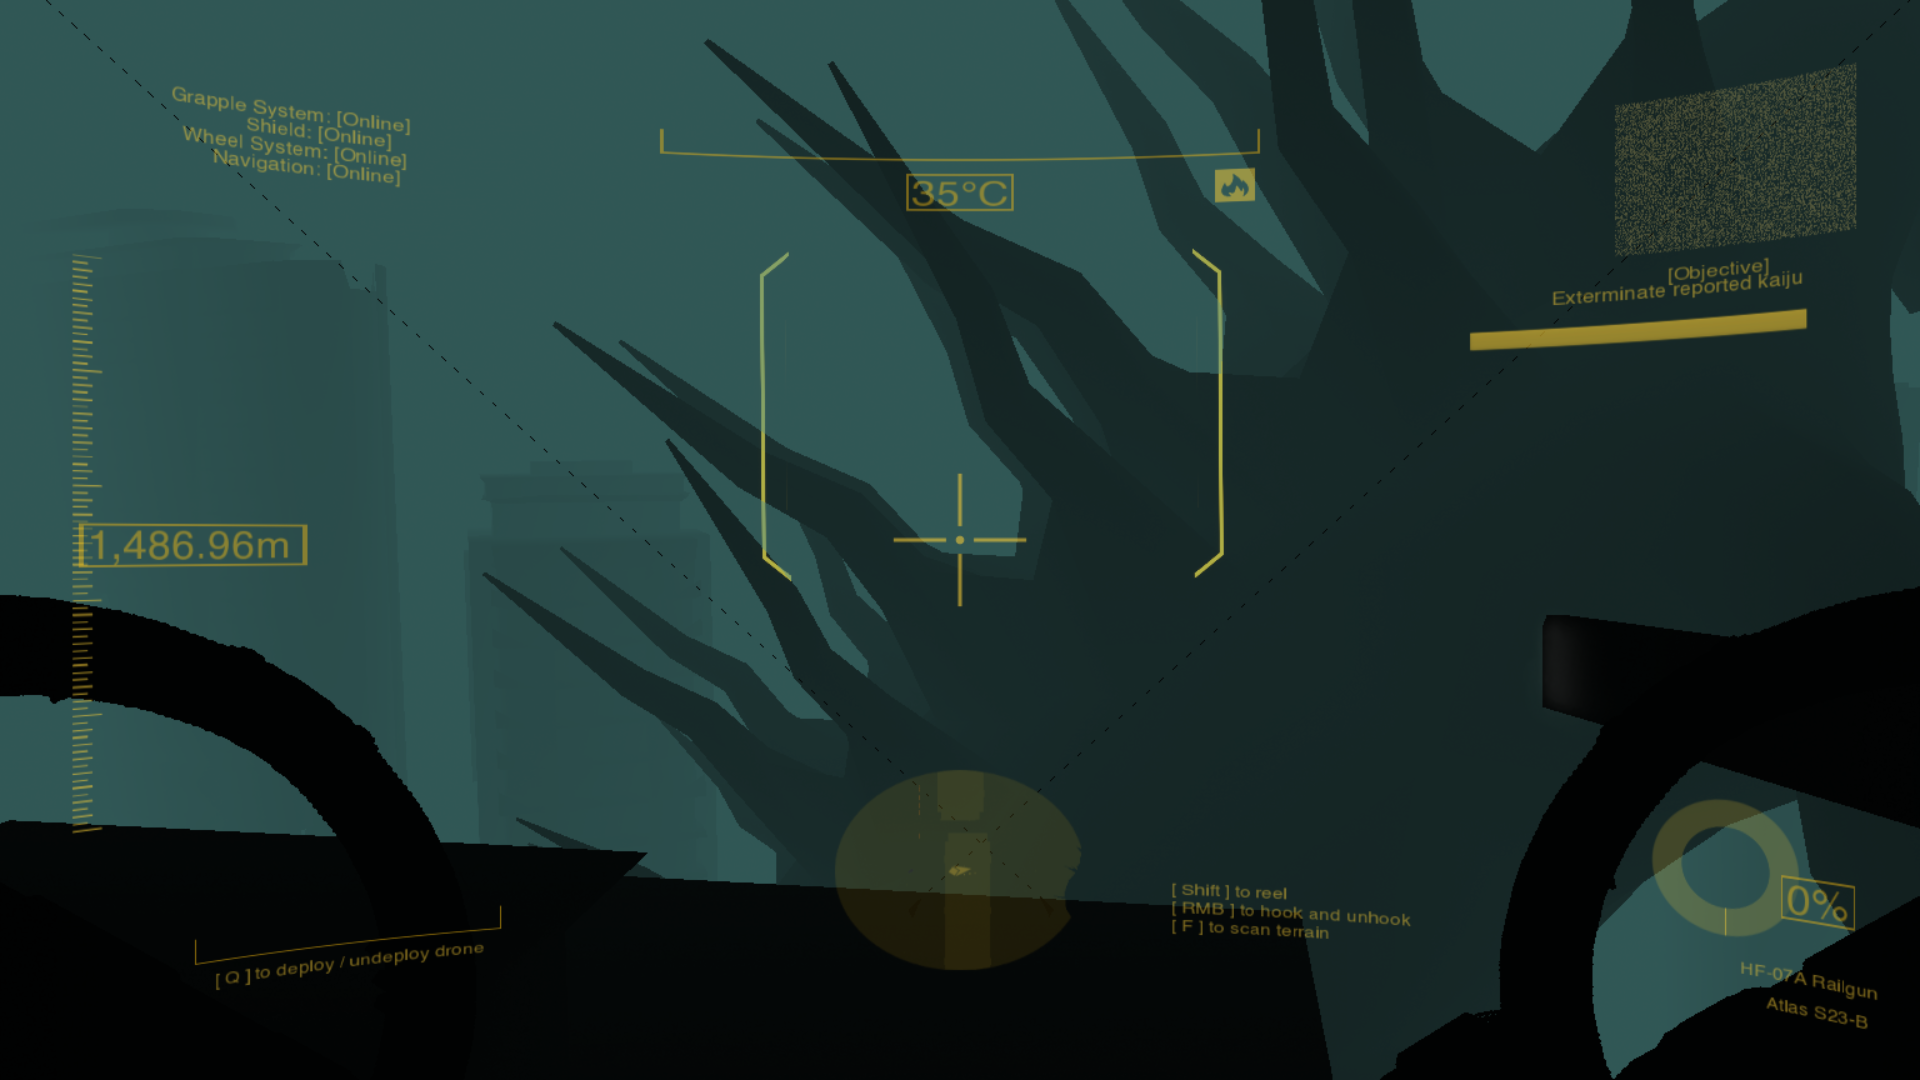 Grapple System: [Online]
Shield: [Online]
Wheel System: [Online]
Navigation: [Online]
35°C
[Objective]
Exterminate reported kaiju
1,486.96m
[ Q ] to deploy / undeploy drone
[ Shift ] to reel
[ RMB ] to hook and unhook
[ F ] to scan terrain
0%
HF-07A Railgun
Atlas S23-B